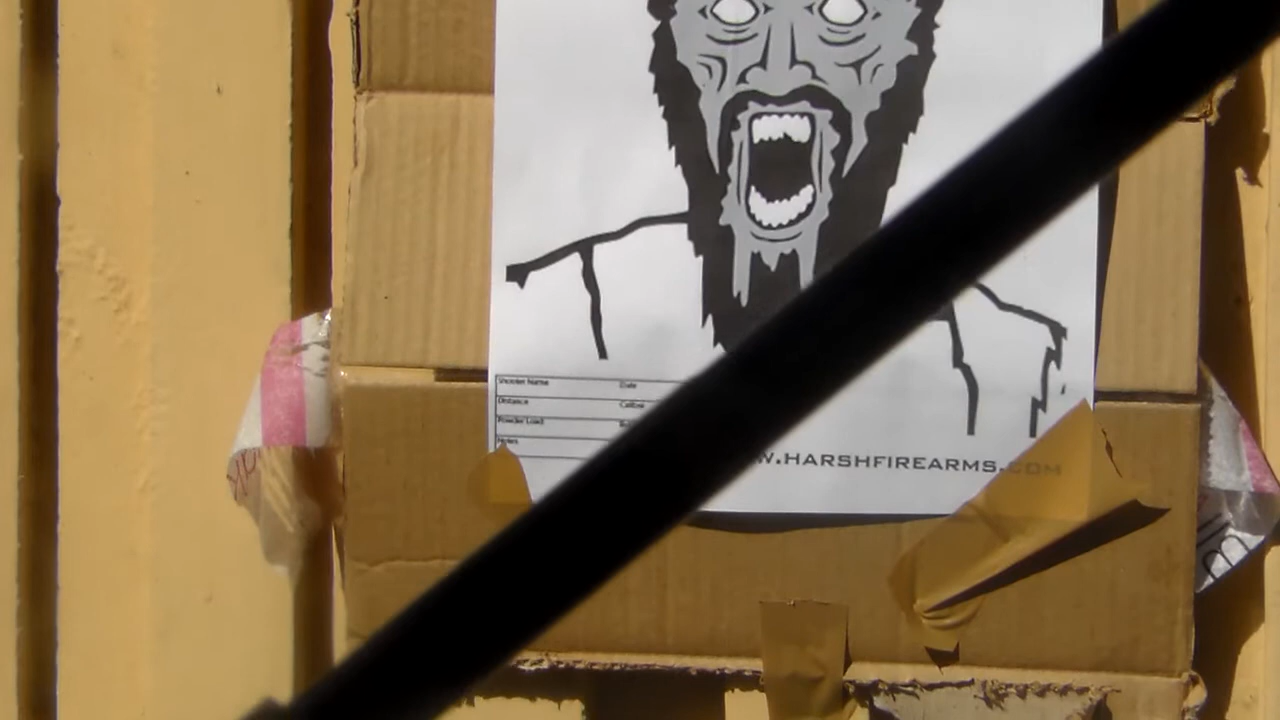 Shooter Name Date
Distance Caliber
Powder Load
Notes
W.HARSHFIREARMS.COM